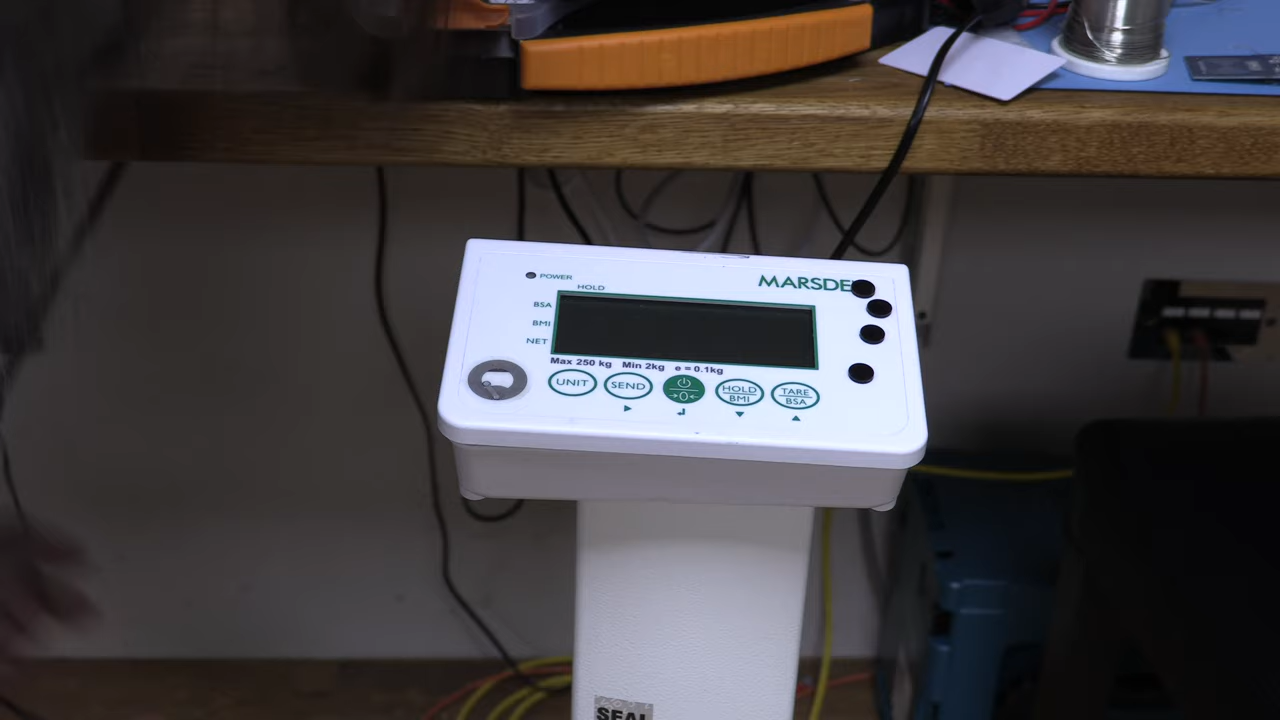 POWER
MARSDE
HOLD
BSA
BMI
NET
Max 250 kg Min 2kg e = 0.1kg
UNIT
SEND
→0←
HOLD
BMI
TARE
BSA
SEAL